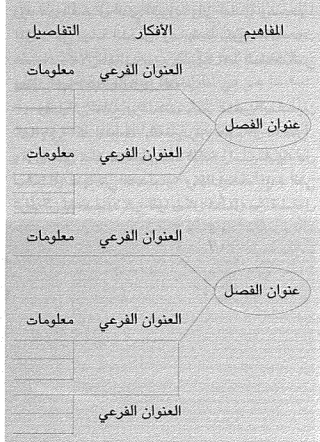 المفاهيم الأفكار التفاصيل
العنوان الفرعي معلومات
عنوان الفصل
العنوان الفرعي معلومات
العنوان الفرعي معلومات
عنوان الفصل
العنوان الفرعي معلومات
العنوان الفرعي